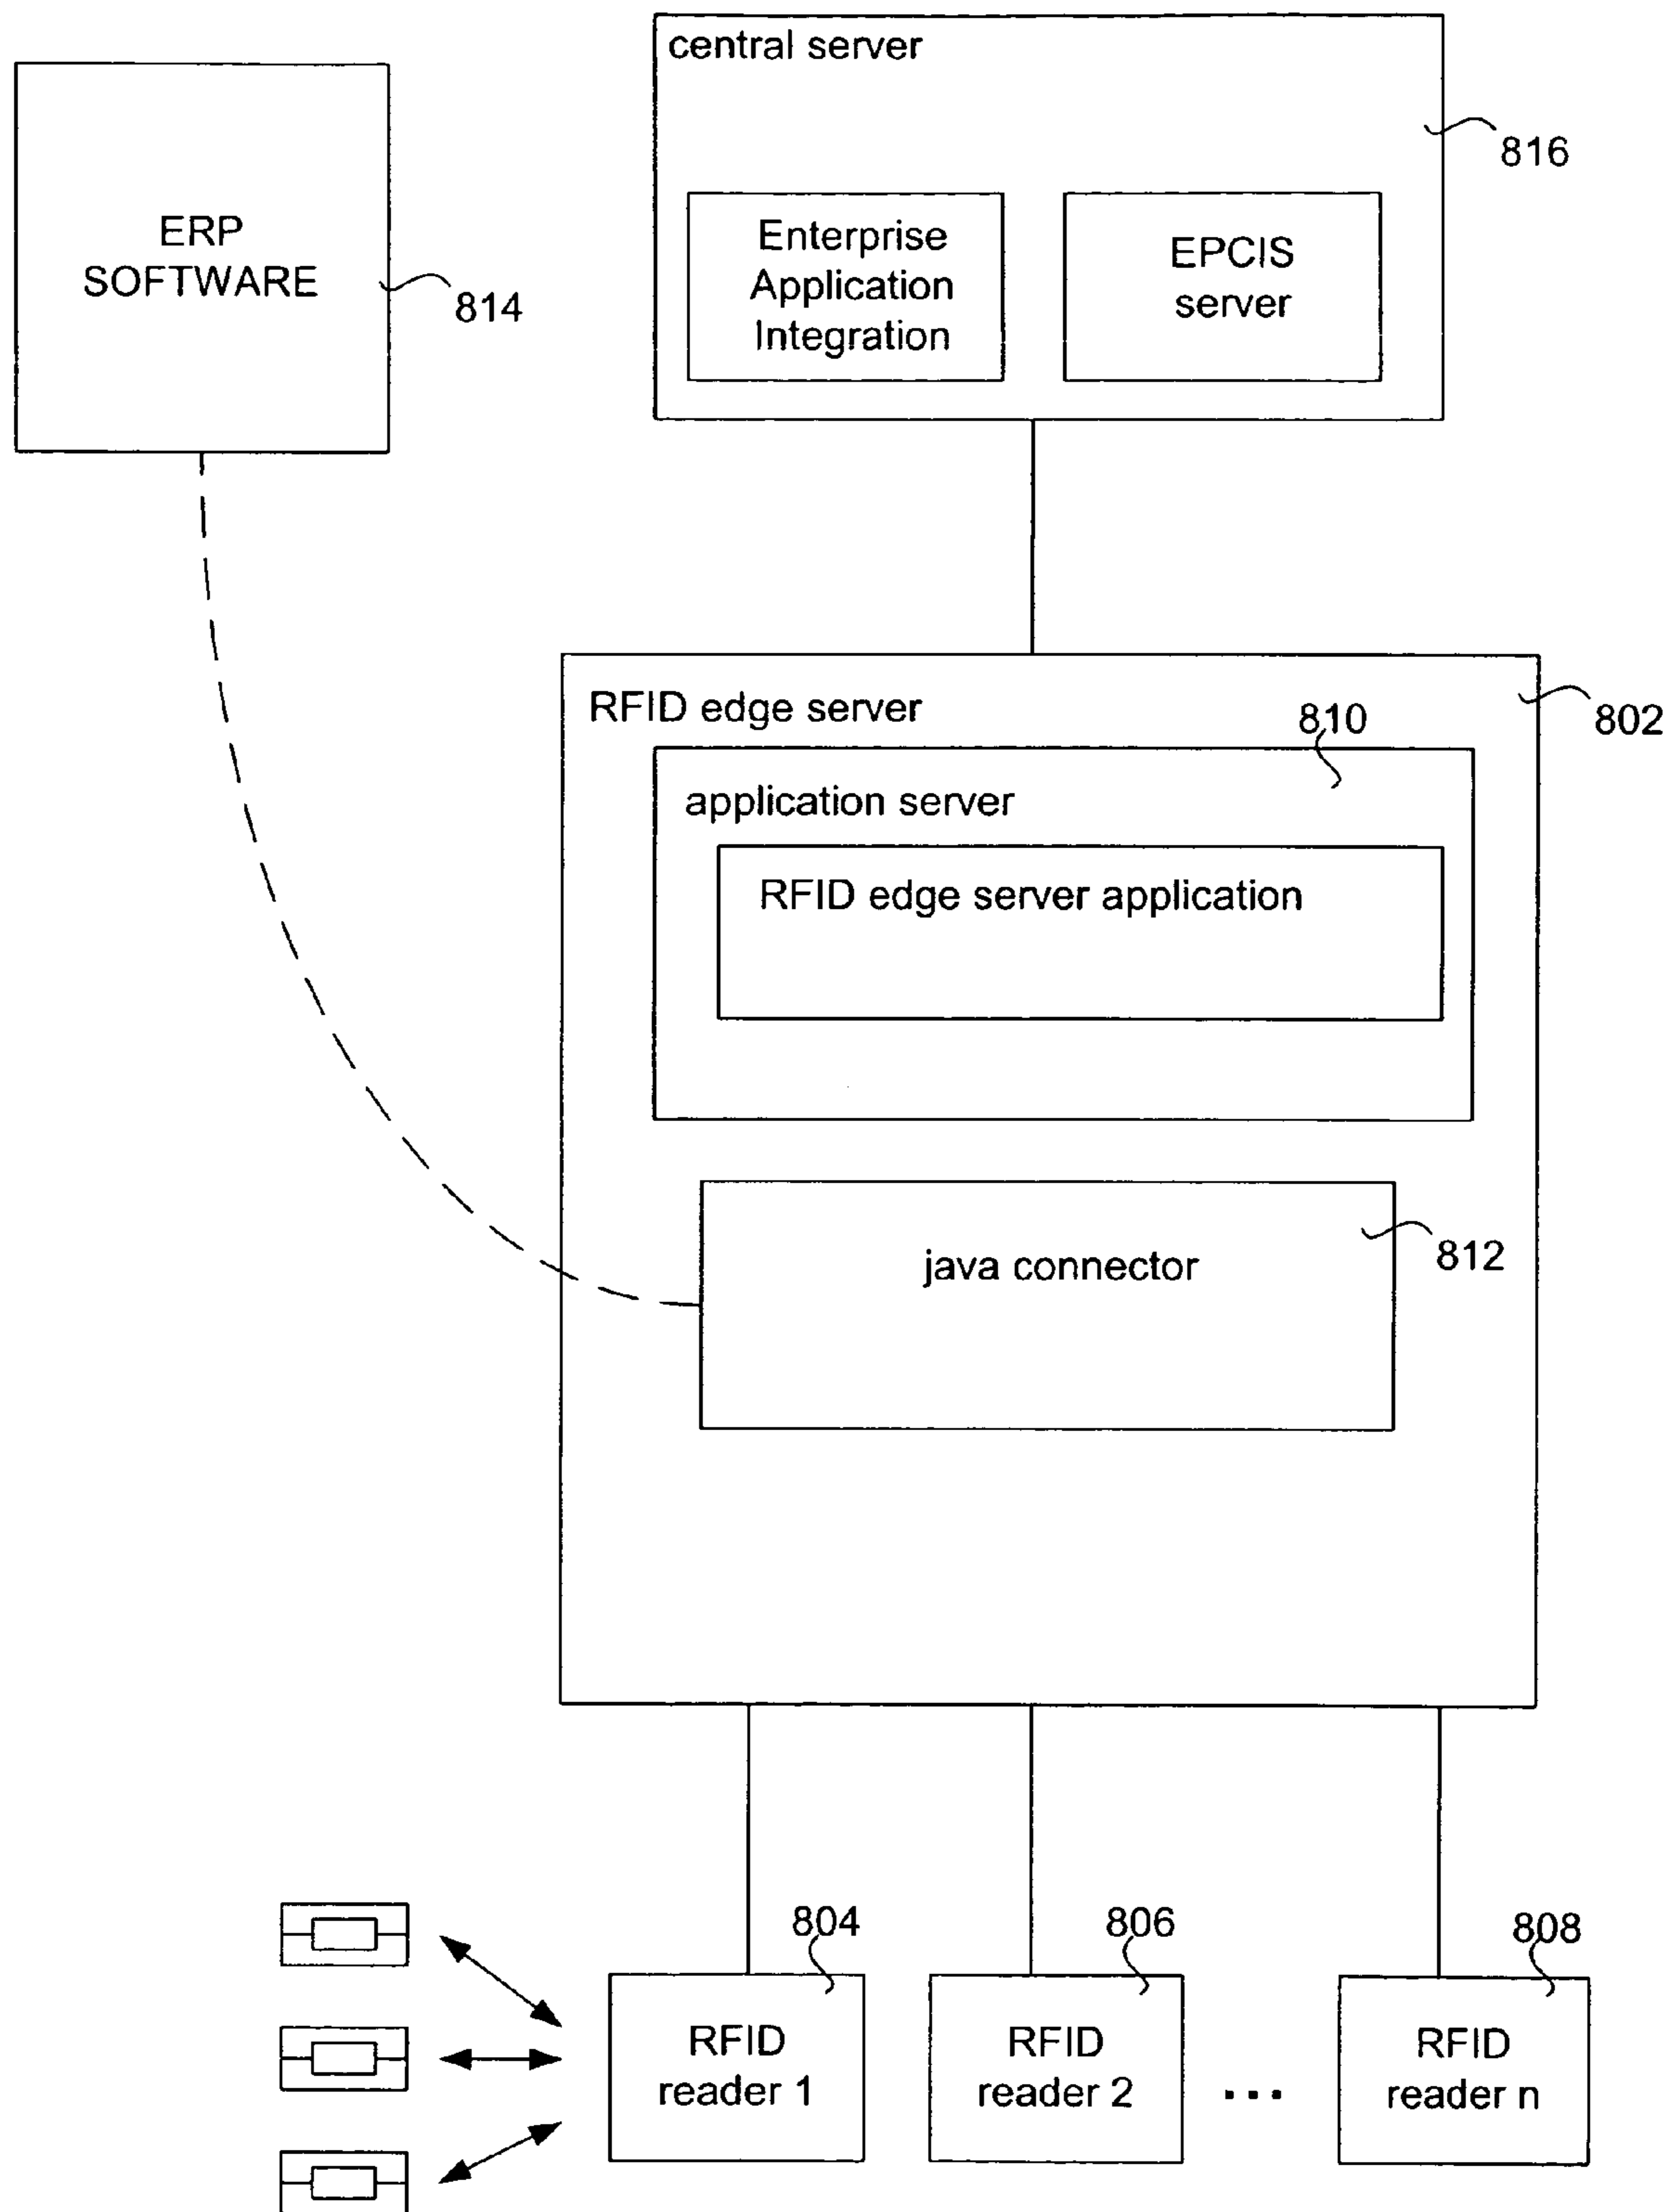 central server
816
ERP
SOFTWARE
814
Enterprise
Application
Integration
EPCIS
server
RFID edge server
802
810
application server
RFID edge server application
java connector
812
804
806
808
RFID
reader 1
RFID
reader 2
...
RFID
reader n